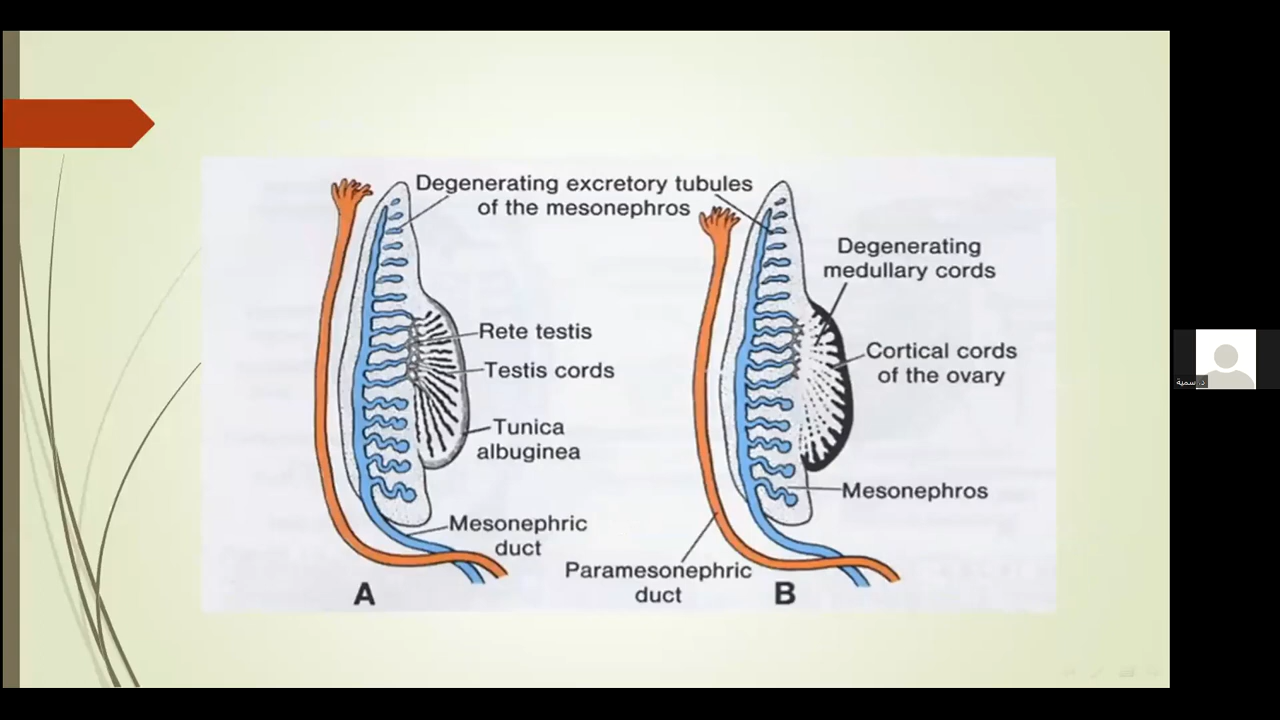 Degenerating excretory tubules
of the mesonephros
Rete testis
Testis cords
Tunica
albuginea
Mesonephric
duct
A
Degenerating
medullary cords
Cortical cords
of the ovary
Mesonephros
Paramesonephric
duct
B
د. سمية